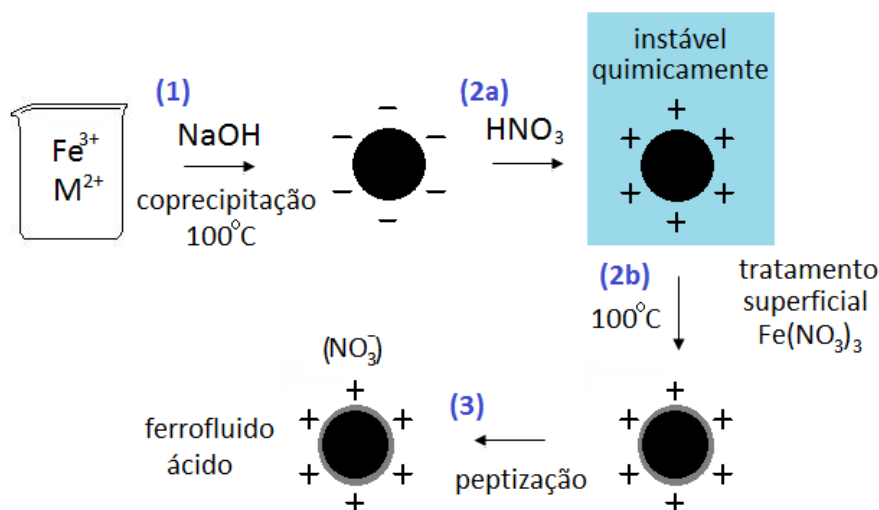 Fe³⁺
M²⁺
(1)
NaOH
coprecipitação
100°C
(2a)
HNO₃
instável
quimicamente
(2b)
100°C
tratamento
superficial
Fe(NO₃)₃
(3)
peptização
(NO₃⁻)
ferrofluido
ácido